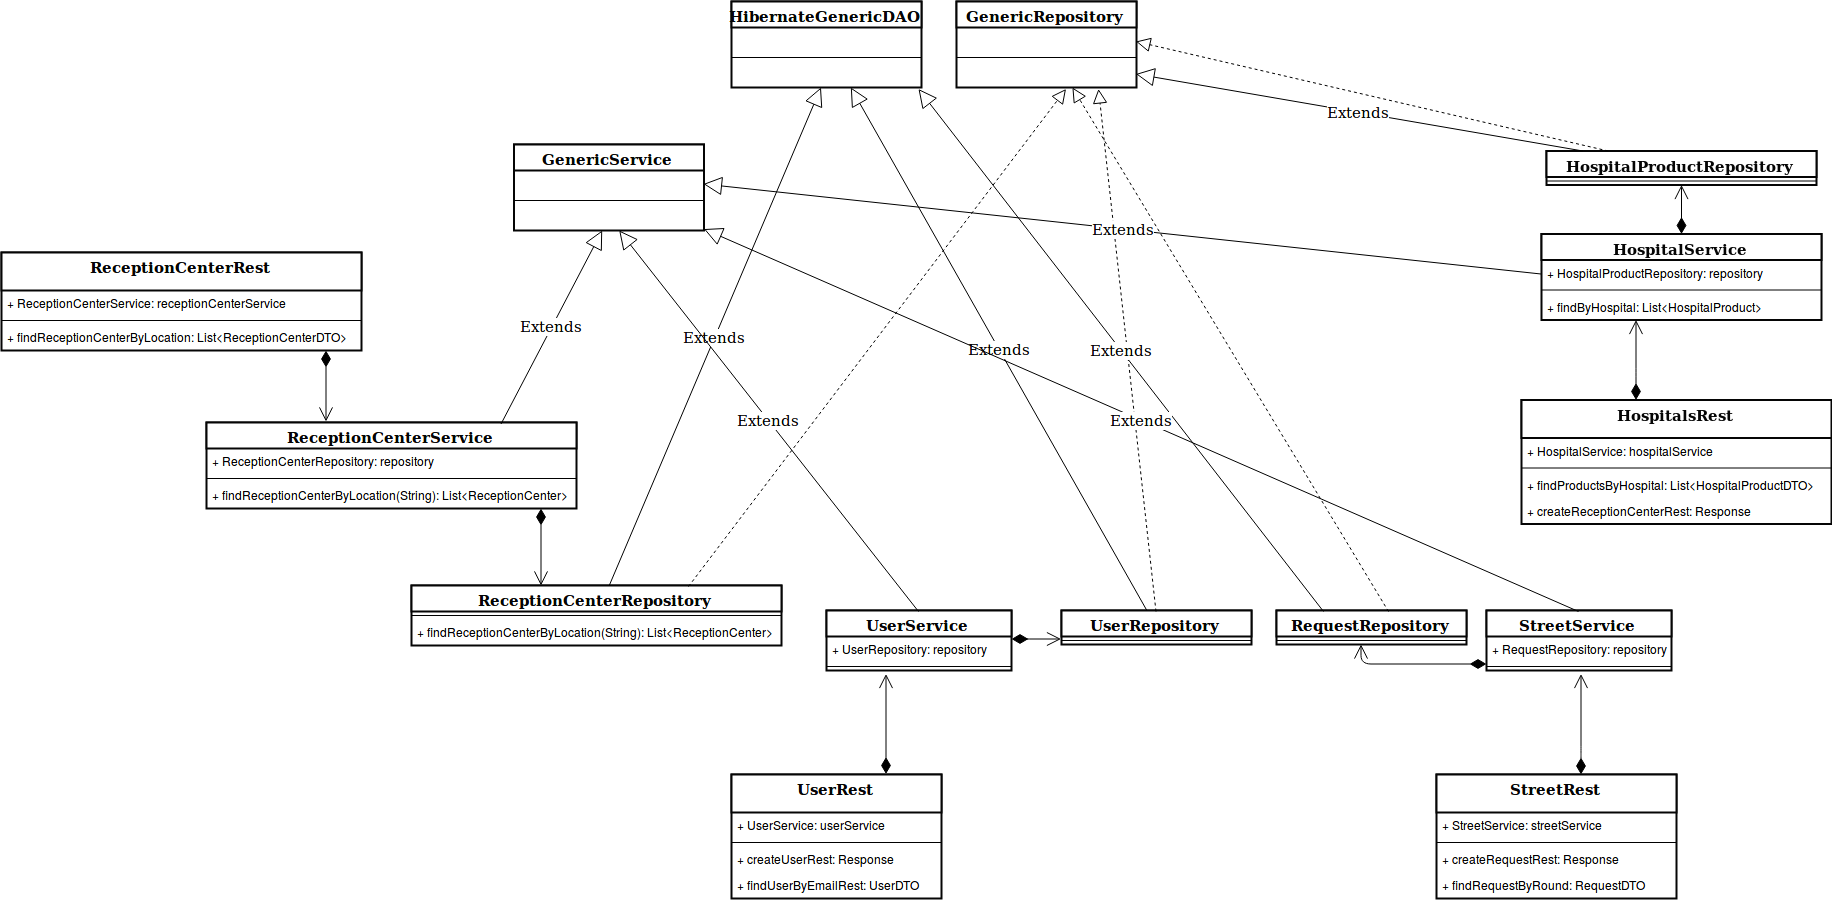 HibernateGenericDAO
GenericRepository
Extends
GenericService
HospitalProductRepository
Extends
HospitalService
+ HospitalProductRepository: repository
+ findByHospital: List<HospitalProduct>
ReceptionCenterRest
+ ReceptionCenterService: receptionCenterService
+ findReceptionCenterByLocation: List<ReceptionCenterDTO>
Extends
Extends
Extends
Extends
HospitalsRest
+ HospitalService: hospitalService
+ findProductsByHospital: List<HospitalProductDTO>
+ createReceptionCenterRest: Response
Extends
Extends
ReceptionCenterService
+ ReceptionCenterRepository: repository
+ findReceptionCenterByLocation(String): List<ReceptionCenter>
ReceptionCenterRepository
+ findReceptionCenterByLocation(String): List<ReceptionCenter>
UserService
+ UserRepository: repository
UserRepository
RequestRepository
StreetService
+ RequestRepository: repository
UserRest
+ UserService: userService
+ createUserRest: Response
+ findUserByEmailRest: UserDTO
StreetRest
+ StreetService: streetService
+ createRequestRest: Response
+ findRequestByRound: RequestDTO